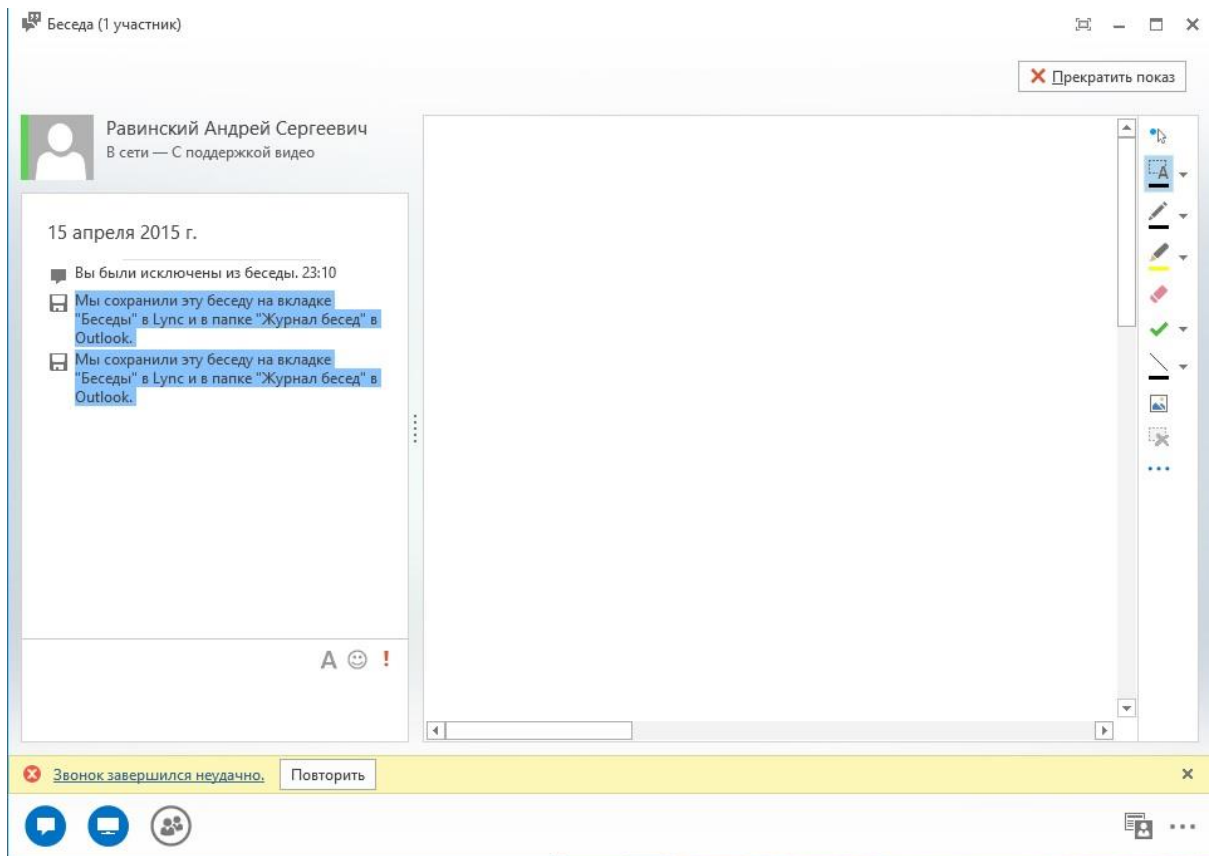 Беседа (1 участник)
Прекратить показ
Равинский Андрей Сергеевич
В сети — С поддержкой видео
15 апреля 2015 г.
Вы были исключены из беседы. 23:10
Мы сохранили эту беседу на вкладке
"Беседы" в Lync и в папке "Журнал бесед" в
Outlook.
Мы сохранили эту беседу на вкладке
"Беседы" в Lync и в папке "Журнал бесед" в
Outlook.
A !
Звонок завершился неудачно. Повторить